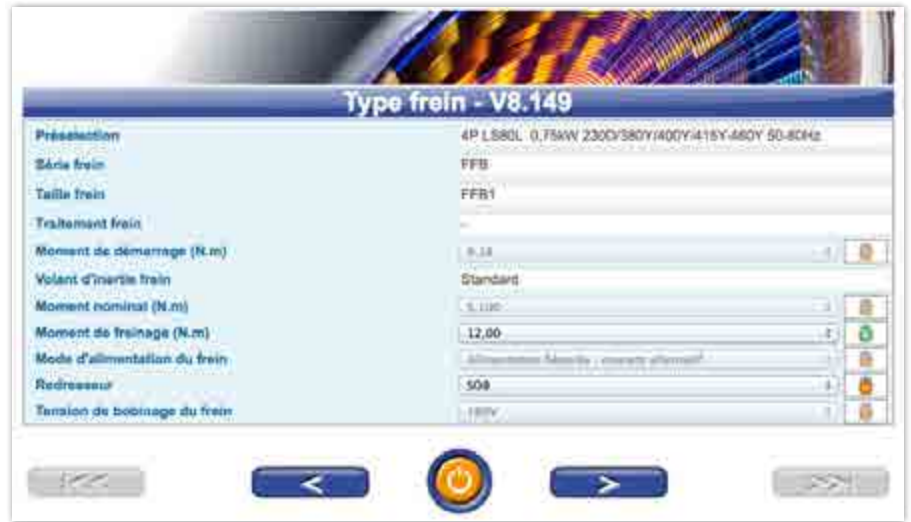 Type frein - V8.149
Présélection 4P LS80L 0,75kW 230D/380Y/400Y/415Y-460Y 50-60Hz
Série frein FFB
Taille frein FFB1
Traitement frein -
Moment de démarrage (N.m)
Volant d'inertie frein Standard
Moment nominal (N.m)
Moment de freinage (N.m) 12,00
Mode d'alimentation du frein
Redresseur S08
Tension de bobinage du frein 180V
|<< < > >>|